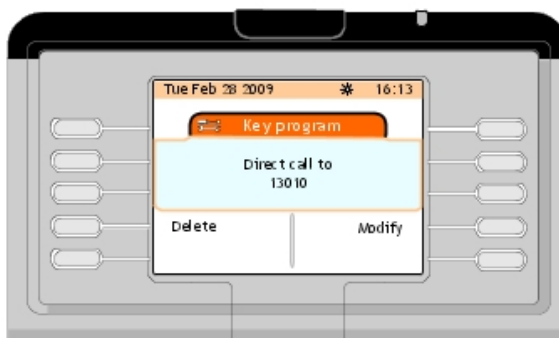 Tue Feb 28 2009 16:13
Key program
Direct call to
13010
Delete Modify